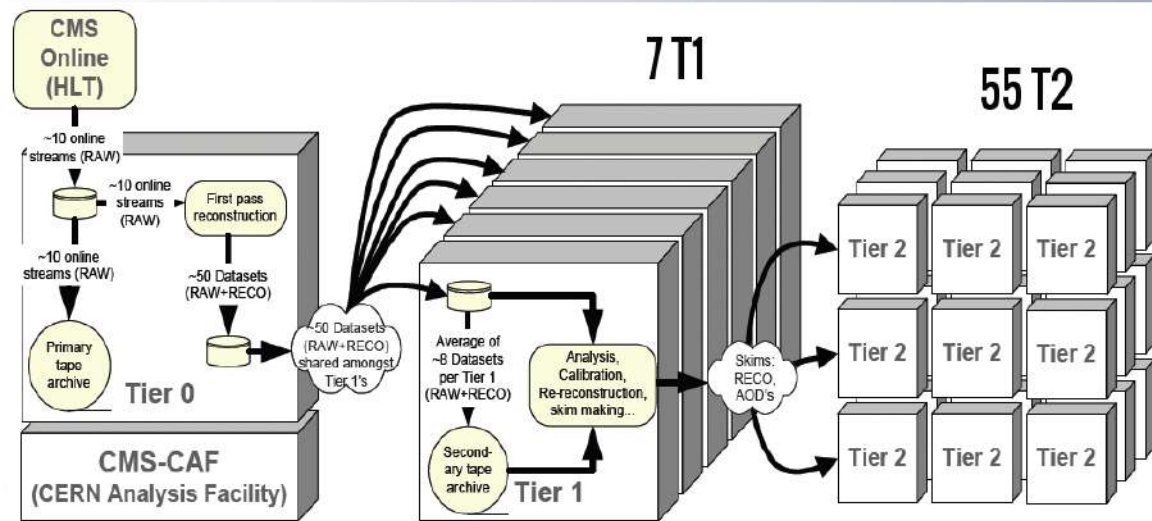 CMS
Online
(HLT)
~10 online
streams (RAW)
~10 online
streams
(RAW)
First pass
reconstruction
~10 online
streams (RAW)
~50 Datasets
(RAW+RECO)
Primary
tape
archive
Tier 0
CMS-CAF
(CERN Analysis Facility)
~50 Datasets
(RAW+RECO)
shared amongst
Tier 1's
7 T1
Average of
~8 Datasets
per Tier 1
(RAW+RECO)
Analysis,
Calibration,
Re-reconstruction,
skim making...
Second-
ary tape
archive
Tier 1
Skims:
RECO,
AOD's
55 T2
Tier 2 Tier 2 Tier 2
Tier 2 Tier 2 Tier 2
Tier 2 Tier 2 Tier 2